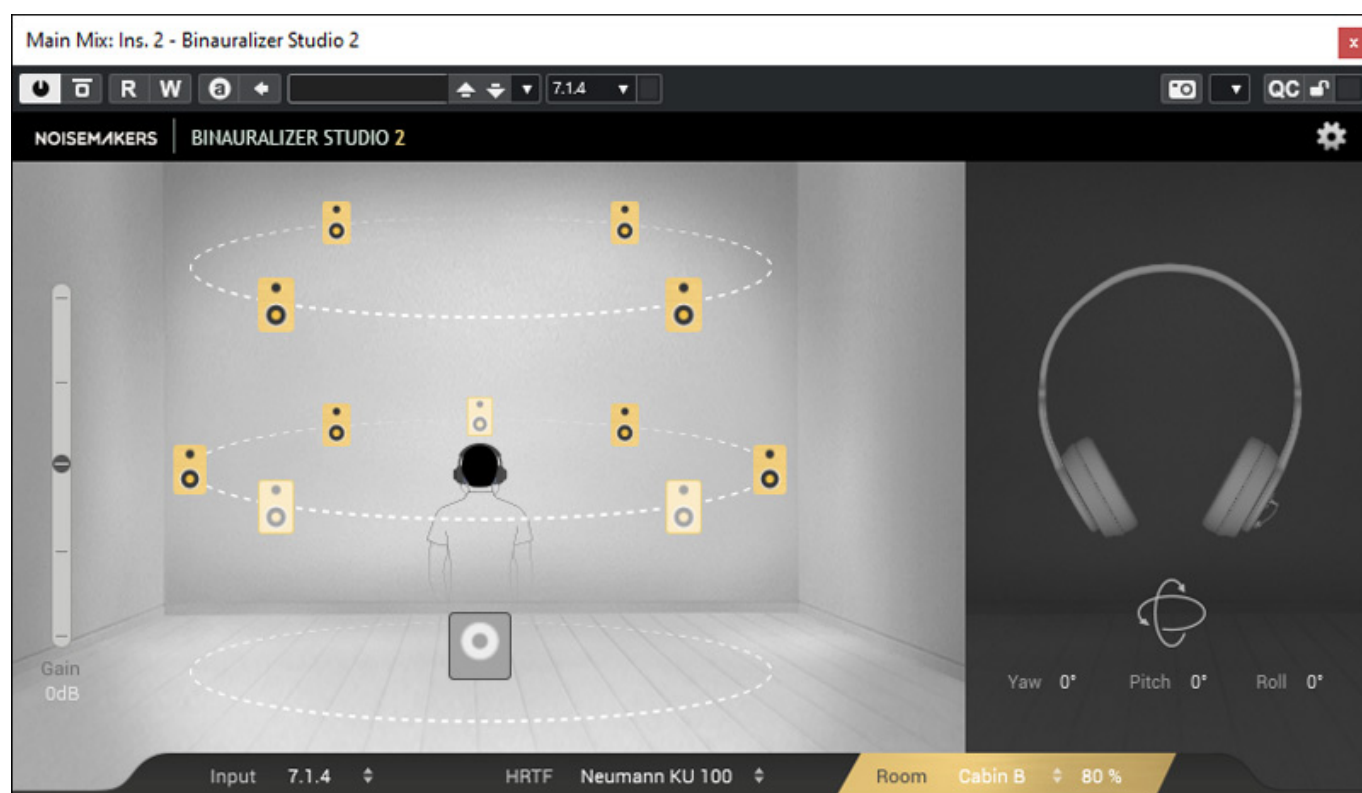 Main Mix: Ins. 2 - Binauralizer Studio 2
x
R W a 7.1.4 QC
NOISEMAKERS BINAURALIZER STUDIO 2
Gain
0dB
Yaw 0° Pitch 0° Roll 0°
Input 7.1.4 HRTF Neumann KU 100 Room Cabin B 80 %